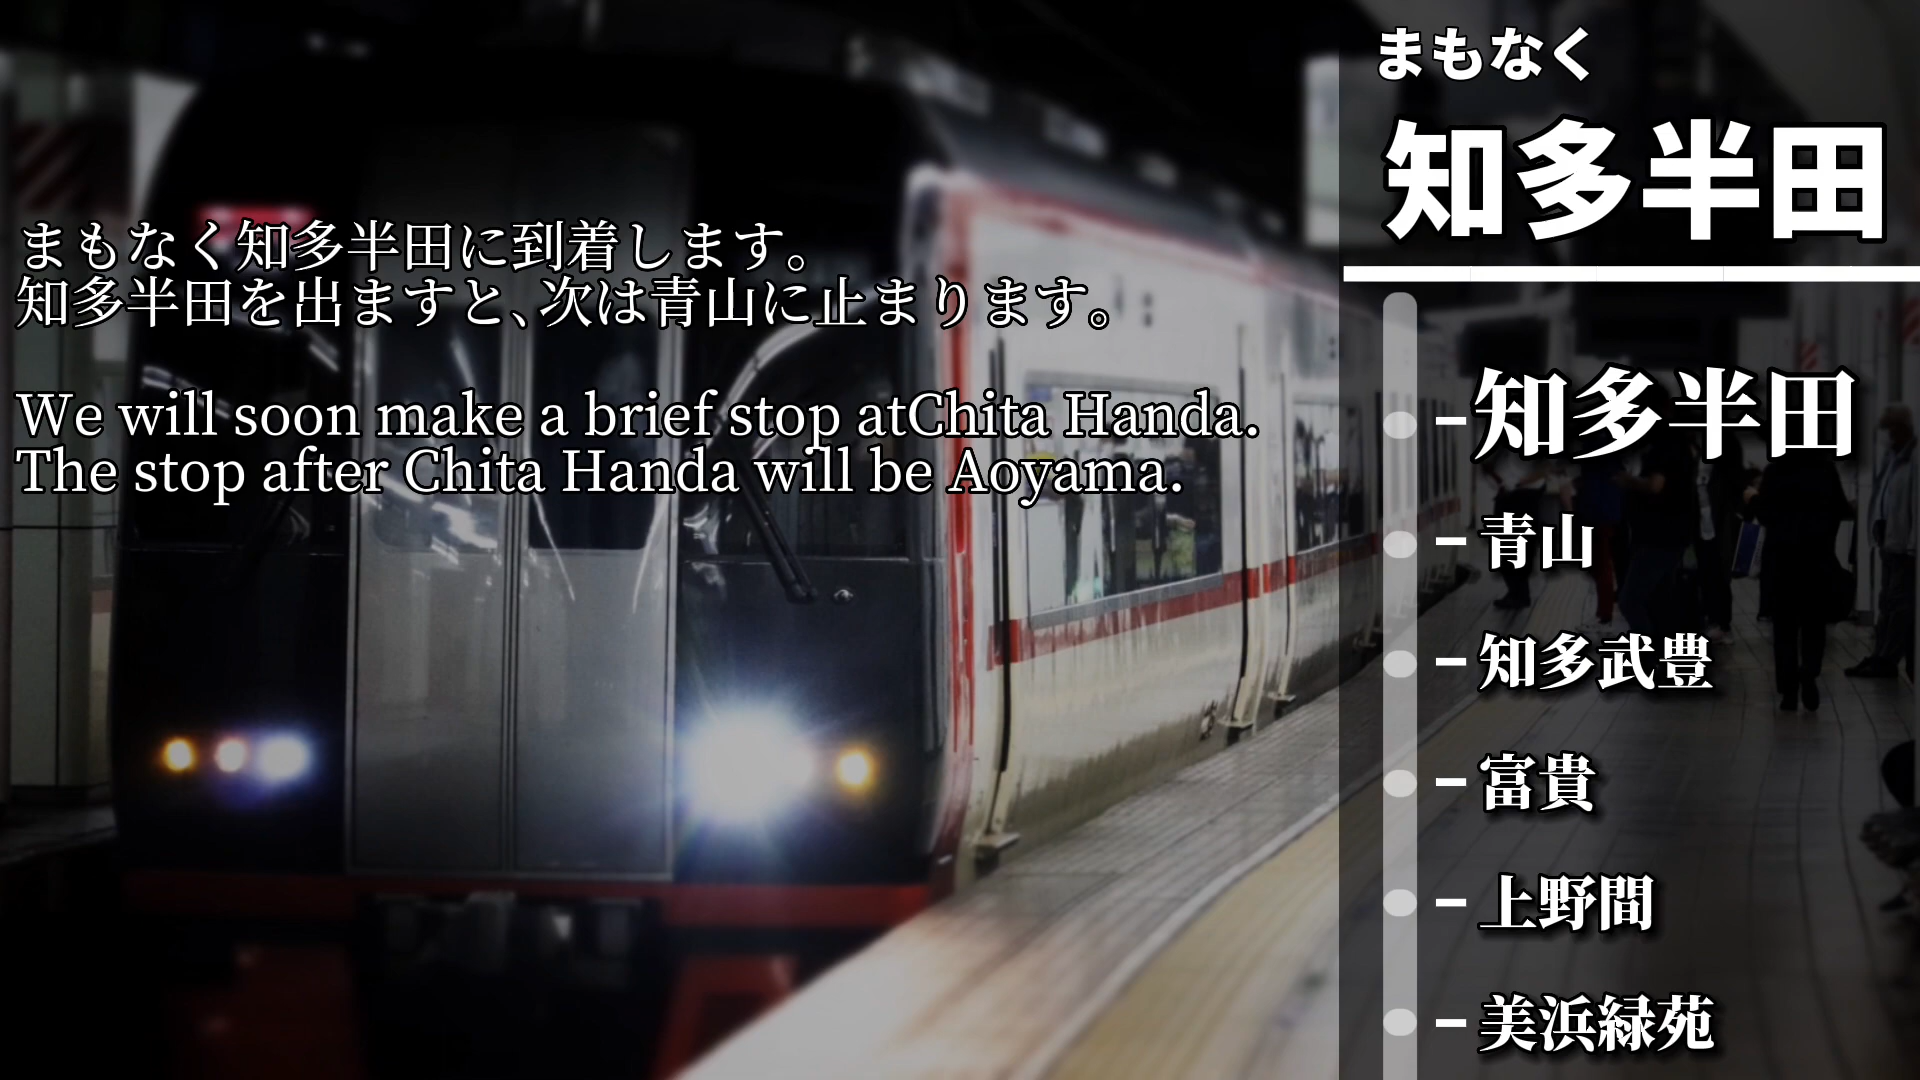 まもなく
知多半田
まもなく知多半田に到着します。
知多半田を出ますと、次は青山に止まります。
We will soon make a brief stop atChita Handa.
The stop after Chita Handa will be Aoyama.
知多半田
青山
知多武豊
富貴
上野間
美浜緑苑